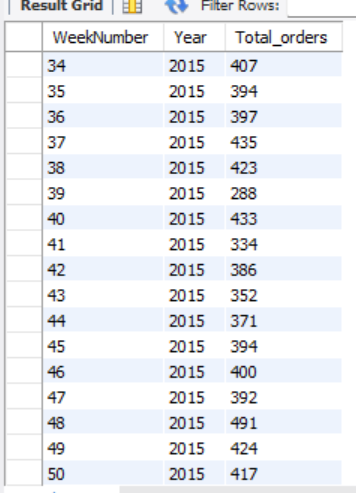 Result Grid Filter Rows:
WeekNumber Year Total_orders
34 2015 407
35 2015 394
36 2015 397
37 2015 435
38 2015 423
39 2015 288
40 2015 433
41 2015 334
42 2015 386
43 2015 352
44 2015 371
45 2015 394
46 2015 400
47 2015 392
48 2015 491
49 2015 424
50 2015 417